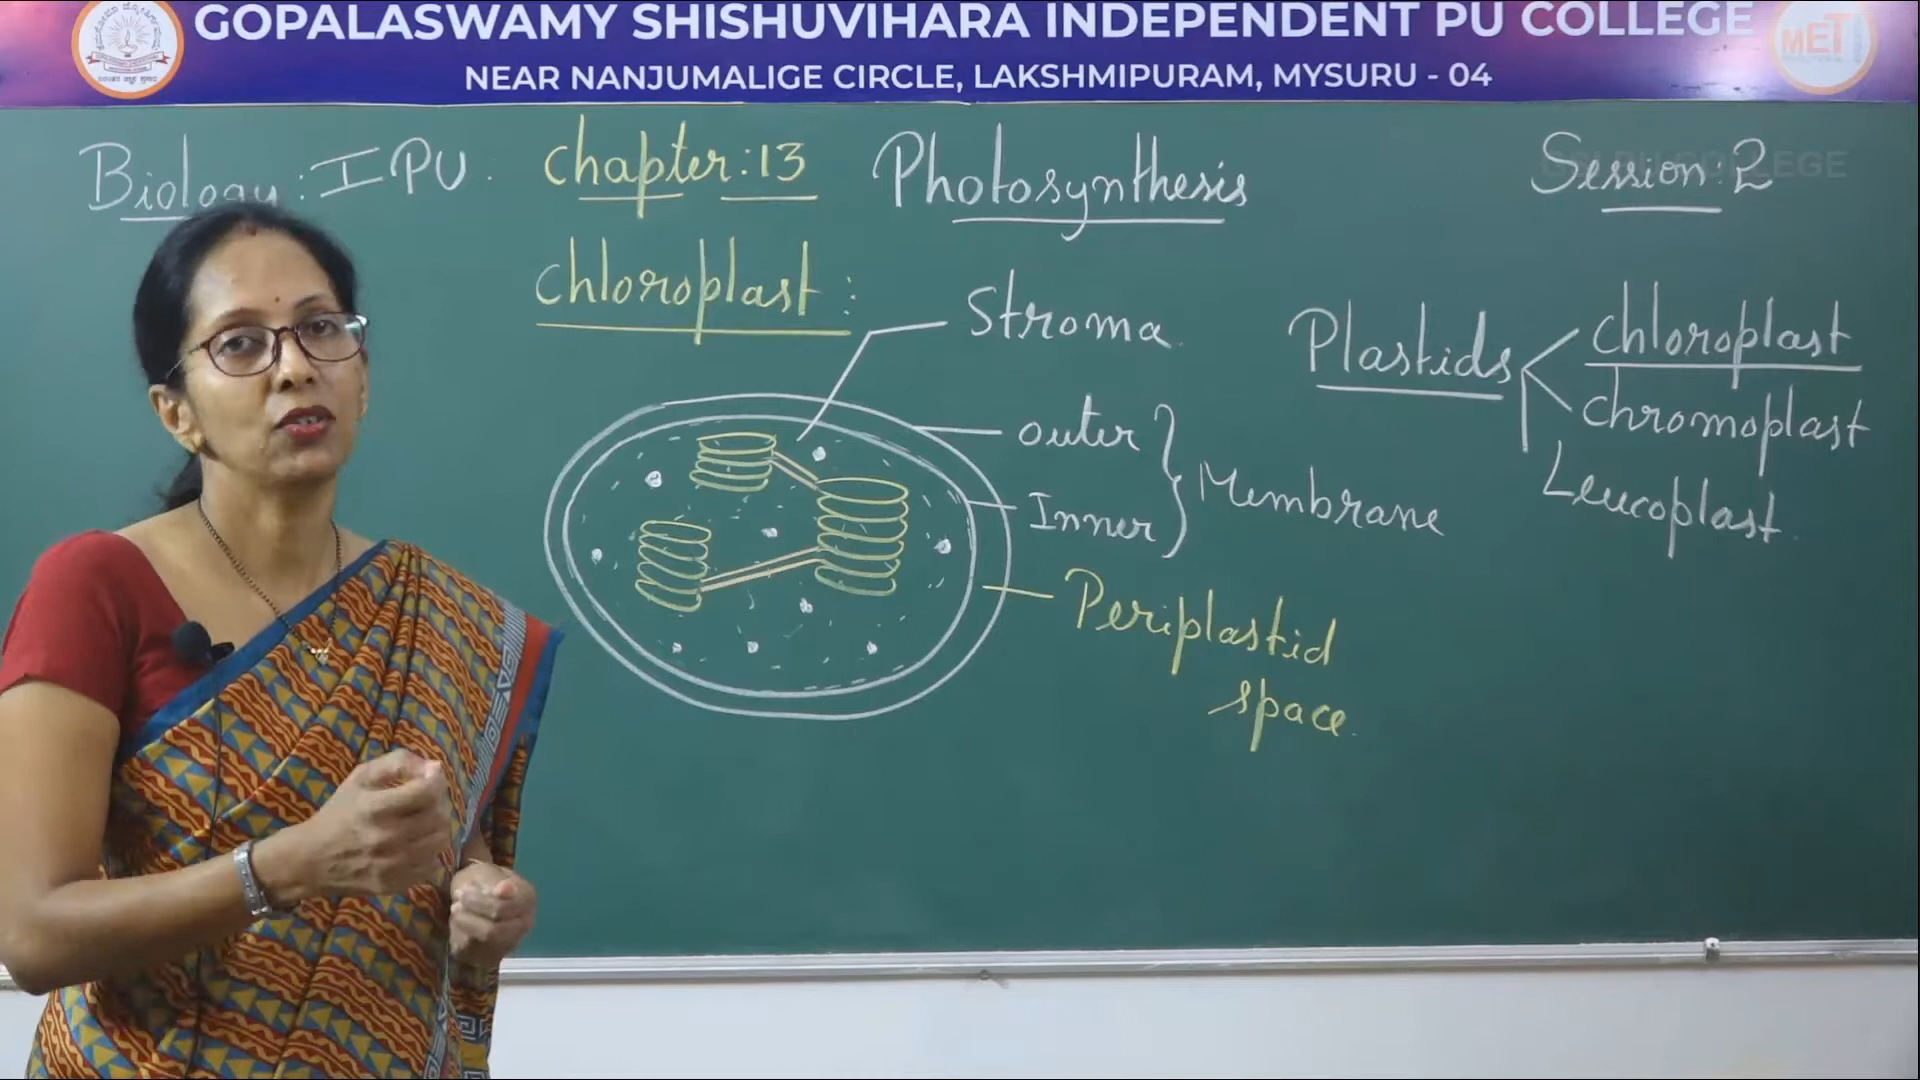 GOPALASWAMY SHISHUVIHARA INDEPENDENT PU COLLEGE
NEAR NANJUMALIGE CIRCLE, LAKSHMIPURAM, MYSURU - 04
MET
Biology: I PU. Chapter:13 Photosynthesis Session:2
Chloroplast:
Stroma
Plastids
chloroplast
chromoplast
Leucoplast
outer
Inner
Membrane
Periplastid
space